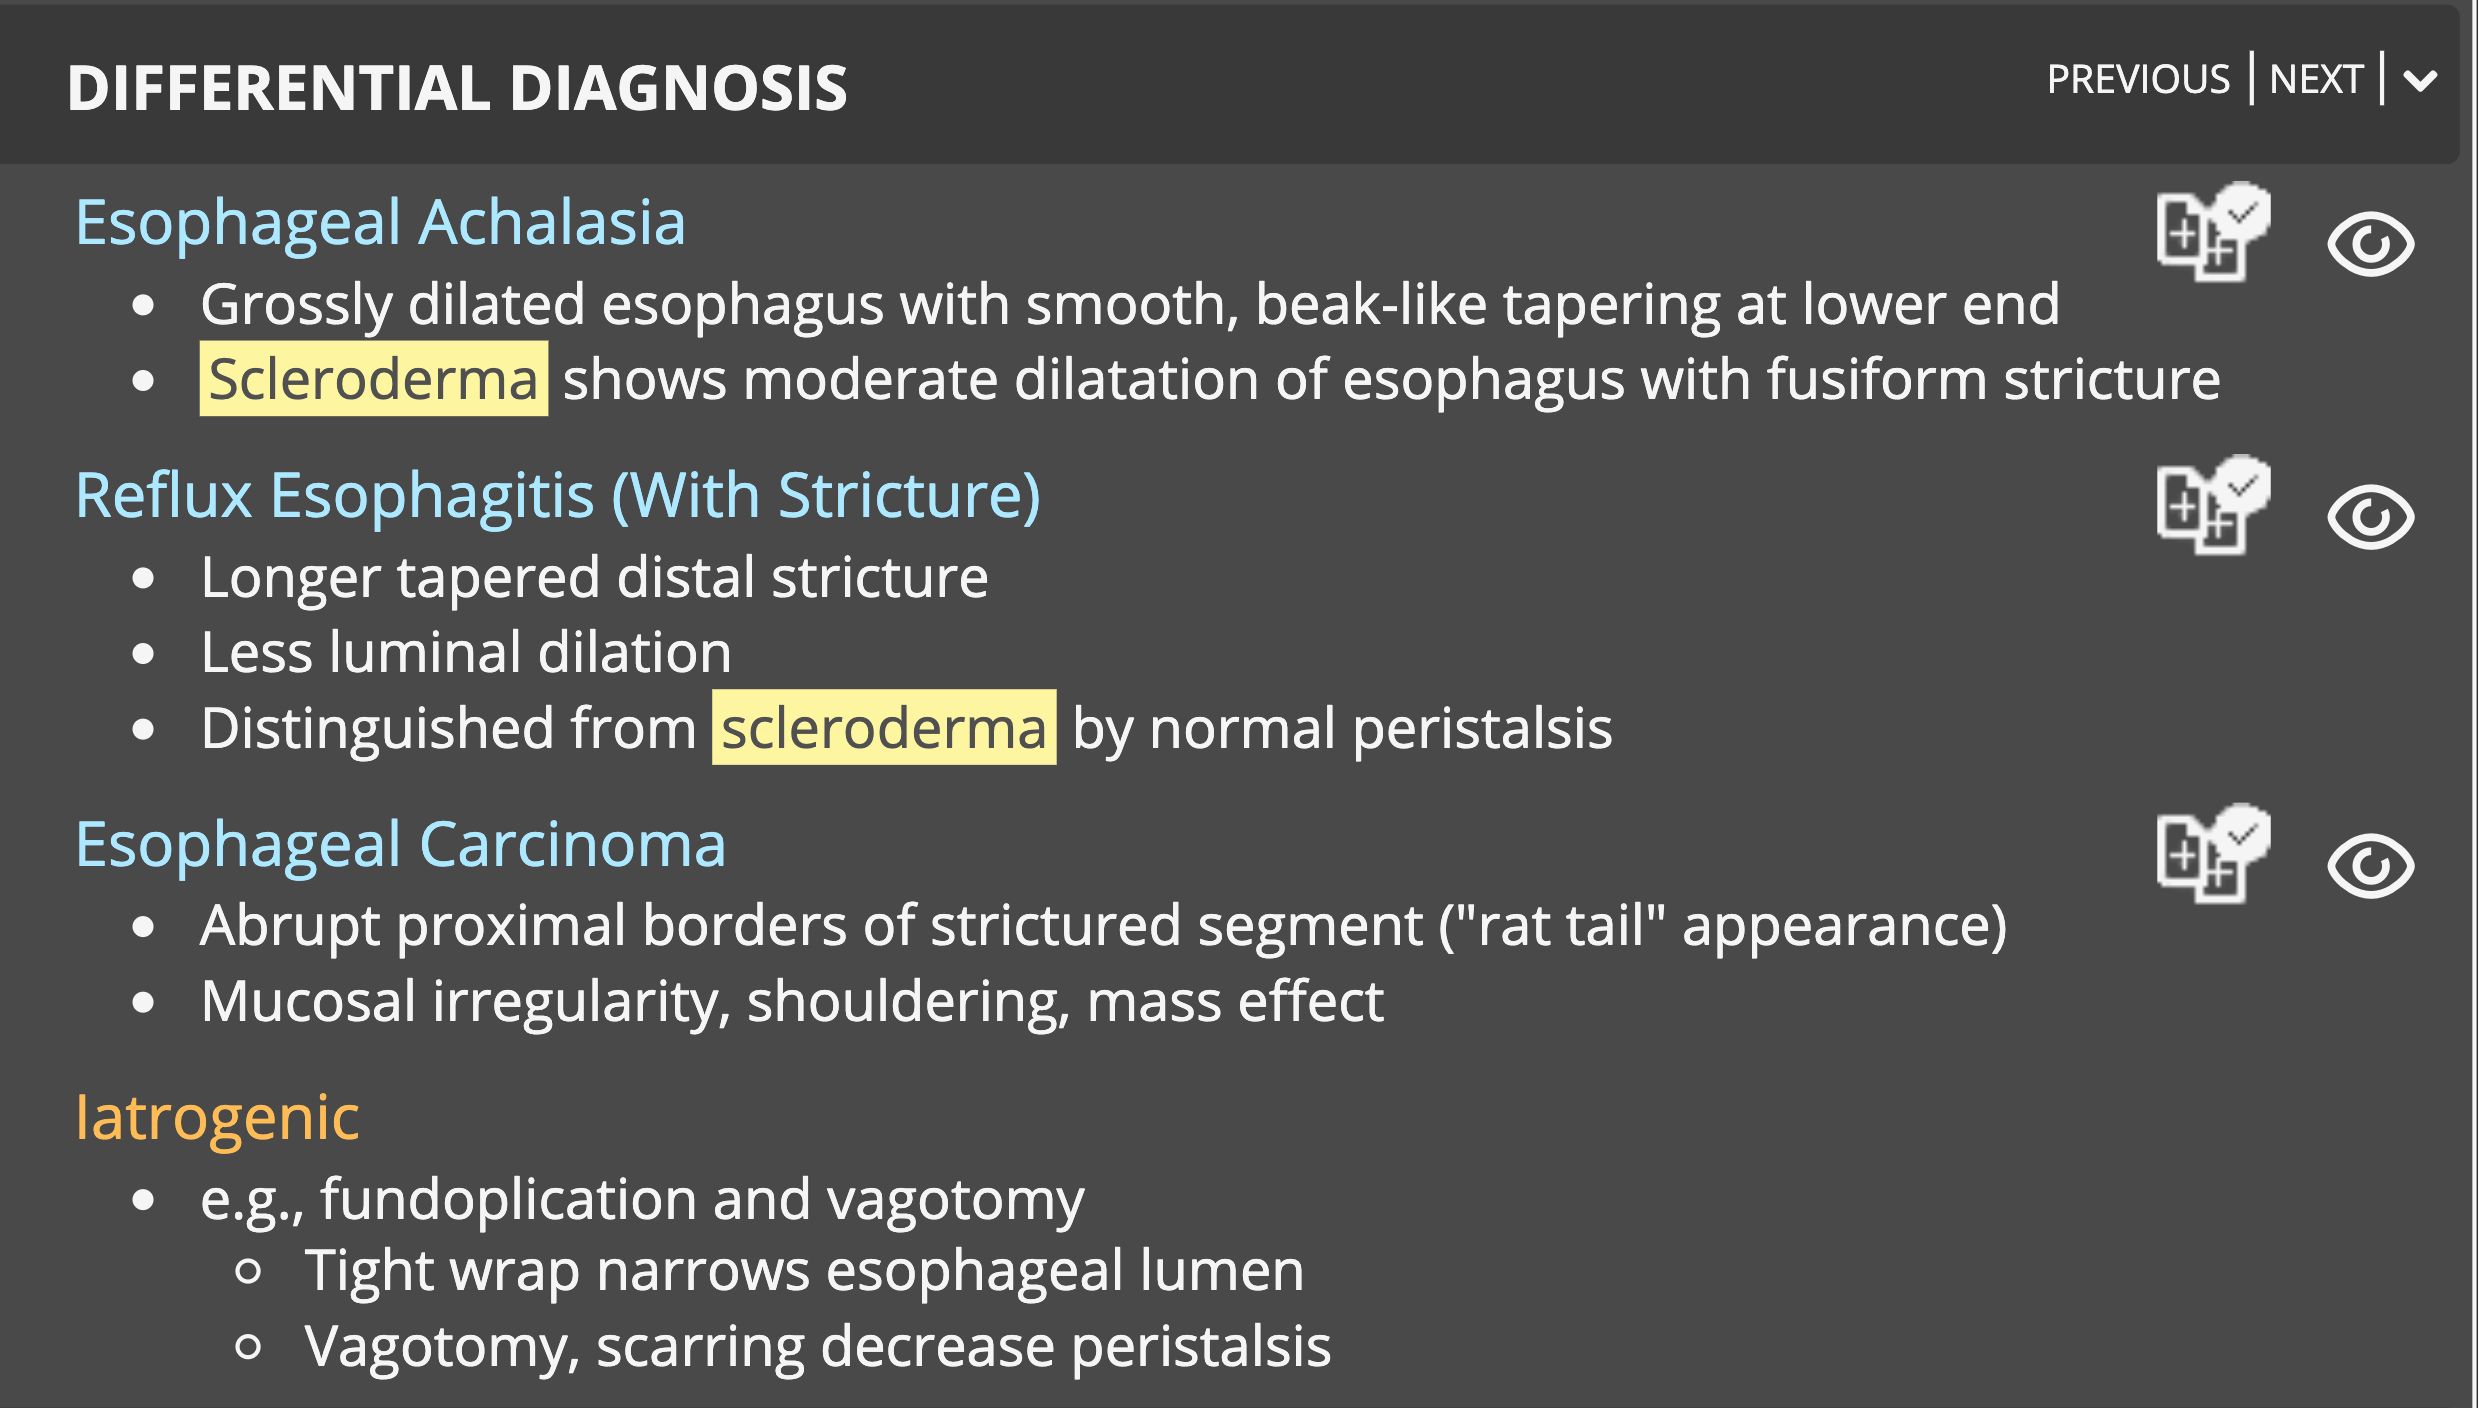 DIFFERENTIAL DIAGNOSIS
PREVIOUS | NEXT |
Esophageal Achalasia
• Grossly dilated esophagus with smooth, beak-like tapering at lower end
• Scleroderma shows moderate dilatation of esophagus with fusiform stricture
Reflux Esophagitis (With Stricture)
• Longer tapered distal stricture
• Less luminal dilation
• Distinguished from scleroderma by normal peristalsis
Esophageal Carcinoma
• Abrupt proximal borders of strictured segment ("rat tail" appearance)
• Mucosal irregularity, shouldering, mass effect
Iatrogenic
• e.g., fundoplication and vagotomy
○ Tight wrap narrows esophageal lumen
○ Vagotomy, scarring decrease peristalsis